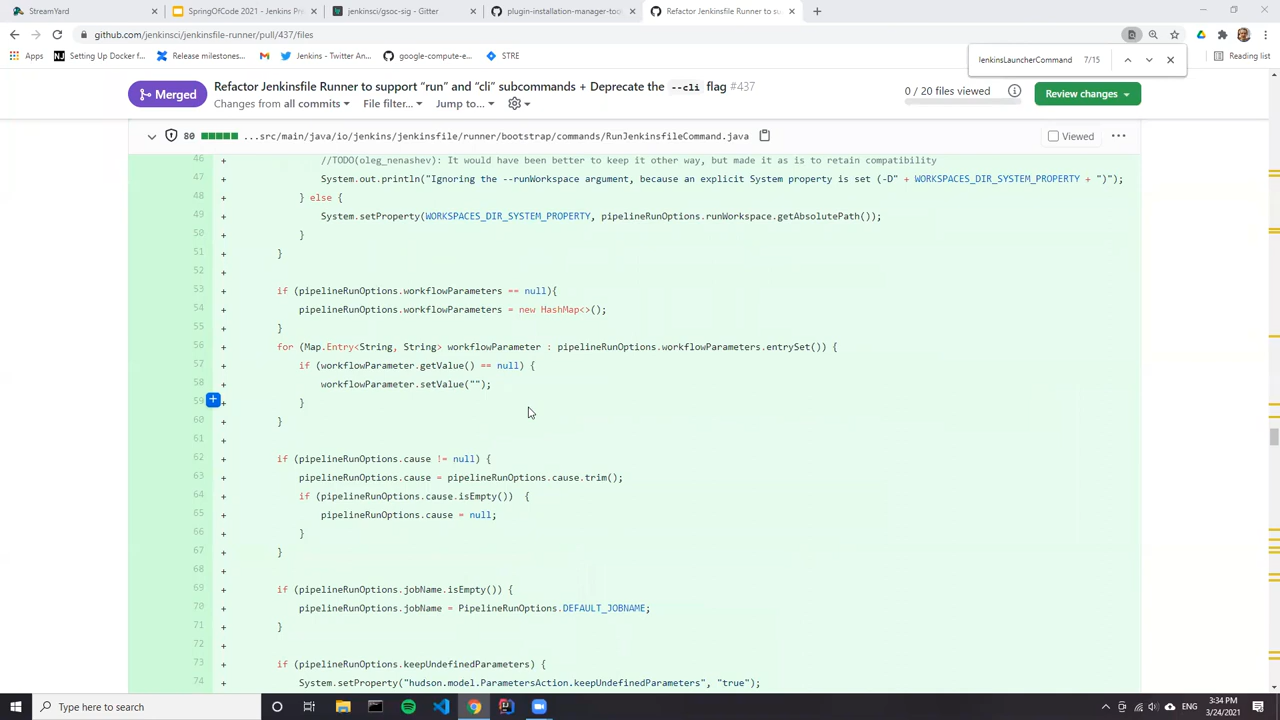 StreamYard
SpringOfCode 2021 - Jenkins Pre
jenkinsci/gsoc-sig - Gitter
plugin-installation-manager-too
Refactor Jenkinsfile Runner to su
github.com/jenkinsci/jenkinsfile-runner/pull/437/files
Apps
Setting Up Docker f...
Release milestones...
Jenkins - Twitter An...
google-compute-e...
STRE
Reading list
JenkinsLauncherCommand 7/15
Merged
Refactor Jenkinsfile Runner to support “run” and “cli” subcommands + Deprecate the --cli flag #437
Changes from all commits File filter... Jump to...
0 / 20 files viewed
Review changes
80 ...src/main/java/io/jenkins/jenkinsfile/runner/bootstrap/commands/RunJenkinsfileCommand.java
Viewed
46 + //TODO(oleg_nenashev): It would have been better to keep it other way, but made it as is to retain compatibility
47 + System.out.println("Ignoring the --runWorkspace argument, because an explicit System property is set (-D" + WORKSPACES_DIR_SYSTEM_PROPERTY + ")");
48 + } else {
49 + System.setProperty(WORKSPACES_DIR_SYSTEM_PROPERTY, pipelineRunOptions.runWorkspace.getAbsolutePath());
50 + }
51 + }
52 +
53 + if (pipelineRunOptions.workflowParameters == null){
54 + pipelineRunOptions.workflowParameters = new HashMap<>();
55 + }
56 + for (Map.Entry<String, String> workflowParameter : pipelineRunOptions.workflowParameters.entrySet()) {
57 + if (workflowParameter.getValue() == null) {
58 + workflowParameter.setValue("");
59 + }
60 + }
61 +
62 + if (pipelineRunOptions.cause != null) {
63 + pipelineRunOptions.cause = pipelineRunOptions.cause.trim();
64 + if (pipelineRunOptions.cause.isEmpty()) {
65 + pipelineRunOptions.cause = null;
66 + }
67 + }
68 +
69 + if (pipelineRunOptions.jobName.isEmpty()) {
70 + pipelineRunOptions.jobName = PipelineRunOptions.DEFAULT_JOBNAME;
71 + }
72 +
73 + if (pipelineRunOptions.keepUndefinedParameters) {
74 + System.setProperty("hudson.model.ParametersAction.keepUndefinedParameters", "true");
Type here to search
ENG
3:34 PM
3/24/2021